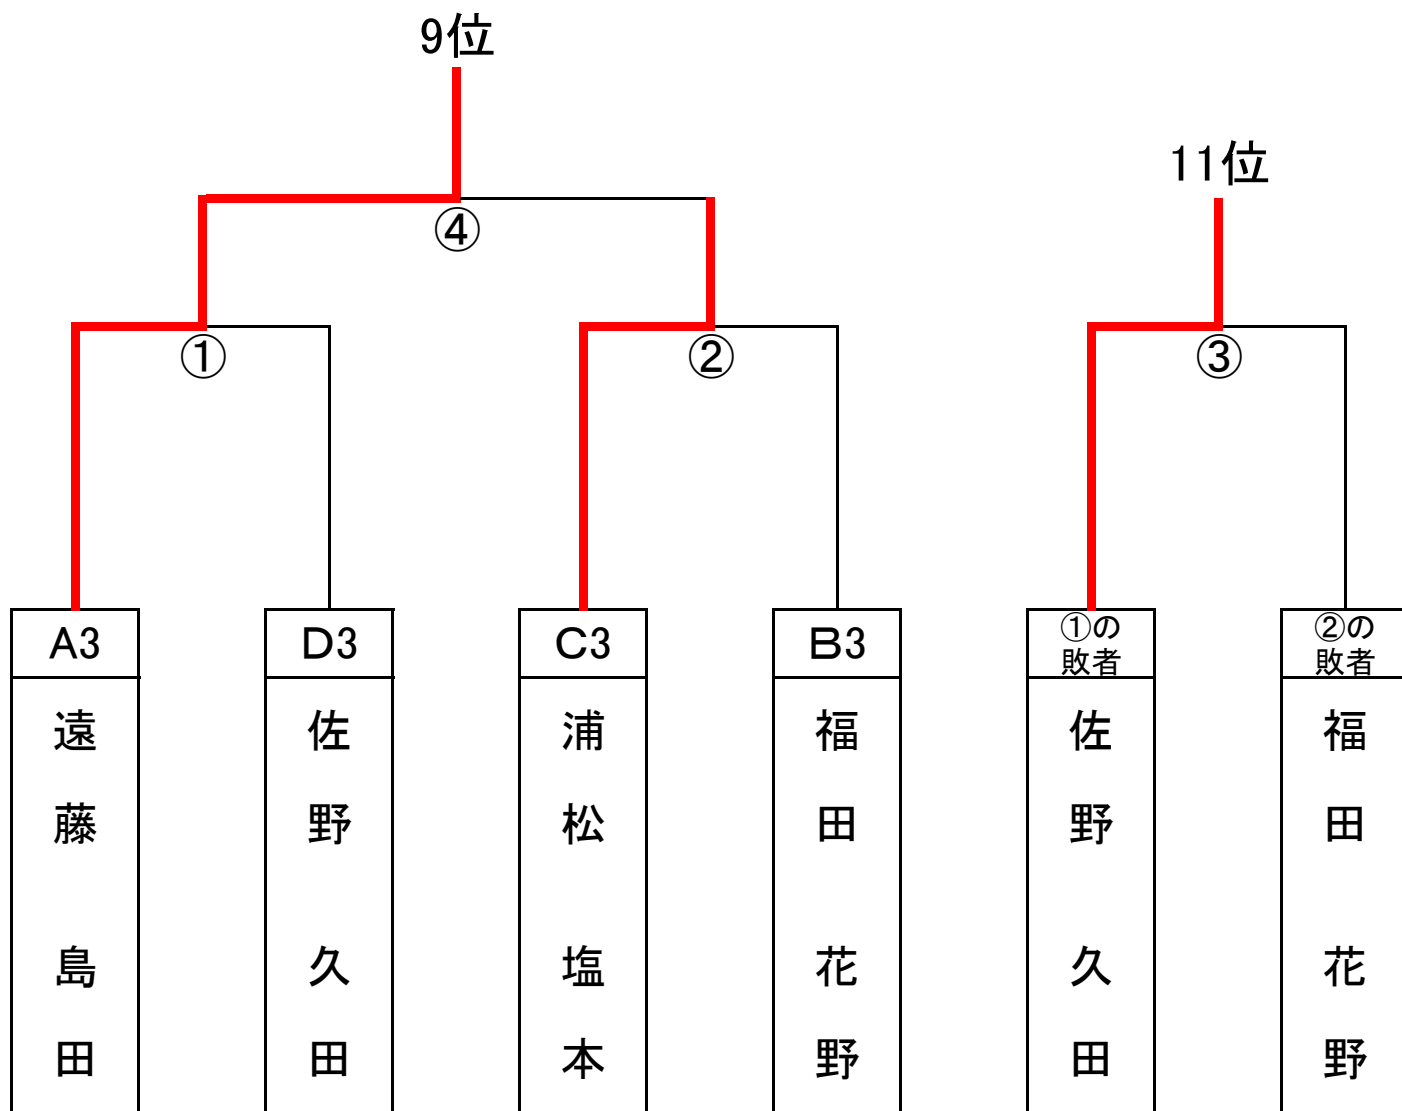 9位
11位
④
①
②
③
A3
D3
C3
B3
①の
敗者
②の
敗者
遠藤
島田
佐野
久田
浦松
塩本
福田
花野
佐野
久田
福田
花野